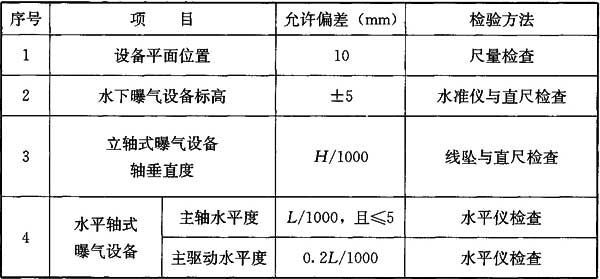 序号 项 目 允许偏差（mm） 检验方法
1 设备平面位置 10 尺量检查
2 水下曝气设备标高 ±5 水准仪与直尺检查
3 立轴式曝气设备
轴垂直度 H/1000 线坠与直尺检查
4 水平轴式
曝气设备 主轴水平度 L/1000，且≤5 水平仪检查
主驱动水平度 0.2L/1000 水平仪检查